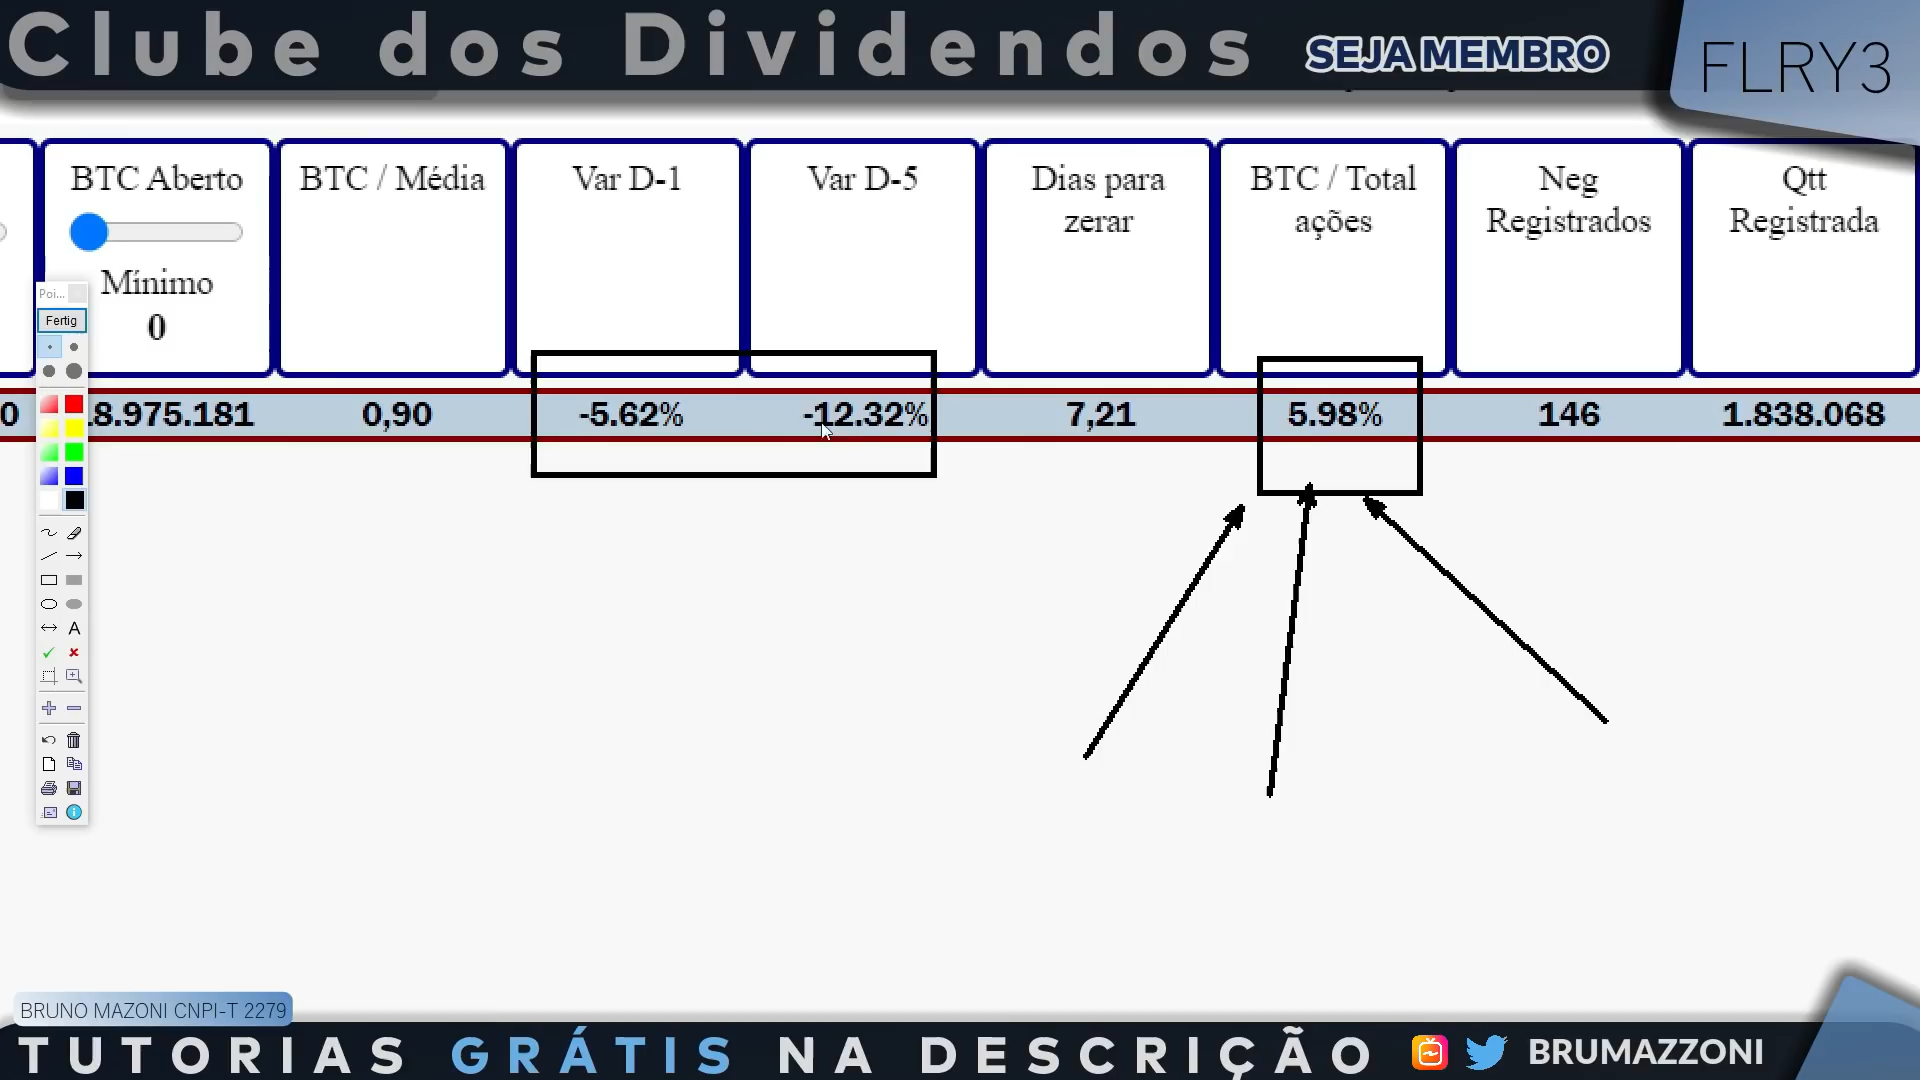 Clube dos Dividendos
SEJA MEMBRO
FLRY3
BTC Aberto
Mínimo
0
BTC / Média
Var D-1
Var D-5
Dias para
zerar
BTC / Total
ações
Neg
Registrados
Qtt
Registrada
Poi...
Fertig
A
0
8.975.181
0,90
-5.62%
-12.32%
7,21
5.98%
146
1.838.068
BRUNO MAZONI CNPI-T 2279
TUTORIAS GRÁTIS NA DESCRIÇÃO
BRUMAZZONI